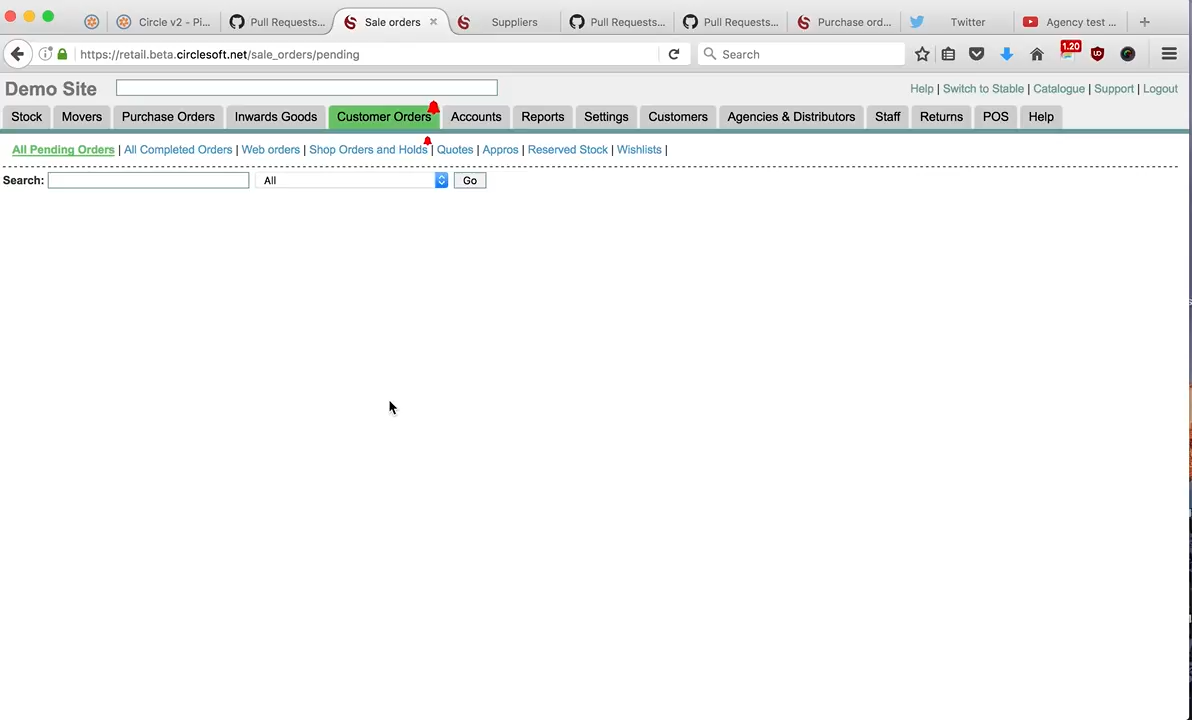 Circle v2 - Pi... Pull Requests... Sale orders Suppliers Pull Requests... Pull Requests... Purchase ord... Twitter Agency test ...
https://retail.beta.circlesoft.net/sale_orders/pending Search 1.20
Demo Site Help | Switch to Stable | Catalogue | Support | Logout
Stock Movers Purchase Orders Inwards Goods Customer Orders Accounts Reports Settings Customers Agencies & Distributors Staff Returns POS Help
All Pending Orders | All Completed Orders | Web orders | Shop Orders and Holds | Quotes | Appros | Reserved Stock | Wishlists |
Search: All Go